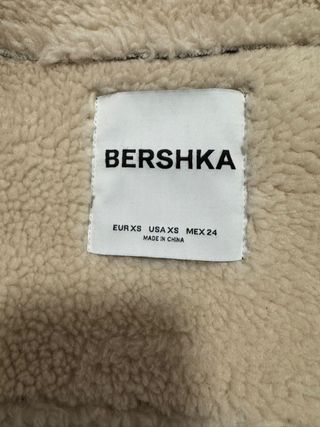 BERSHKA
EUR XS USA XS MEX 24
MADE IN CHINA